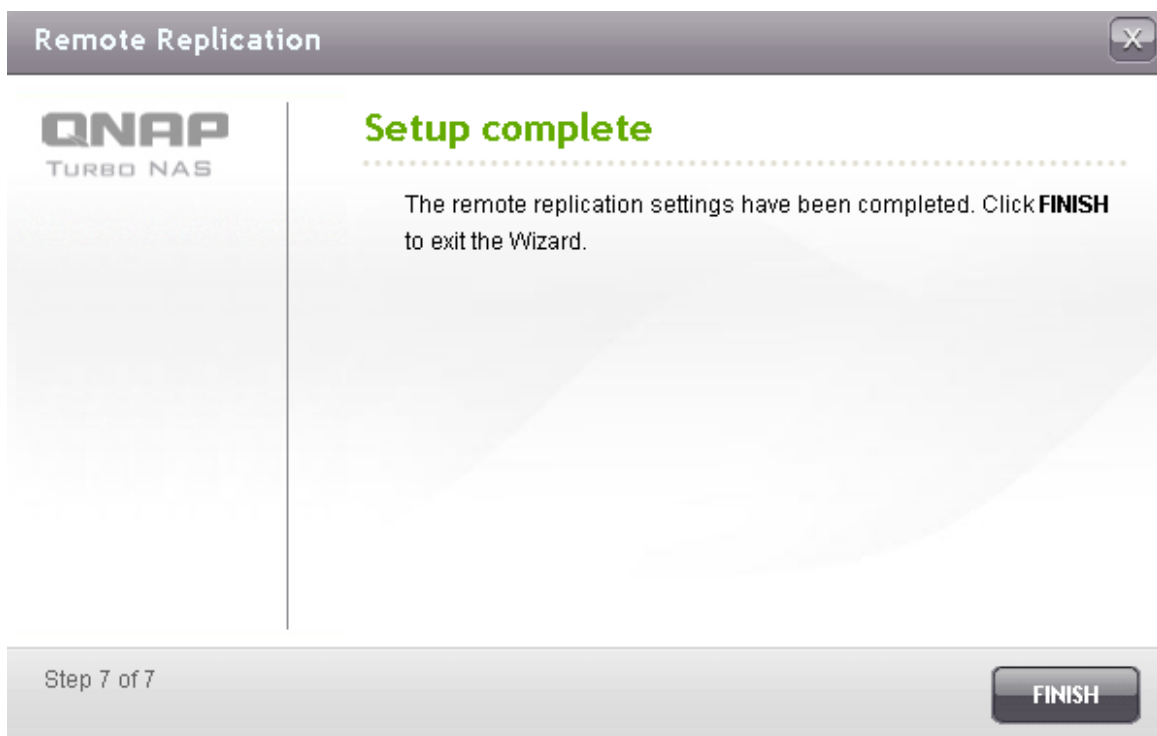 Remote Replication
X
QNAP
TURBO NAS
Setup complete
The remote replication settings have been completed. Click FINISH
to exit the Wizard.
Step 7 of 7
FINISH